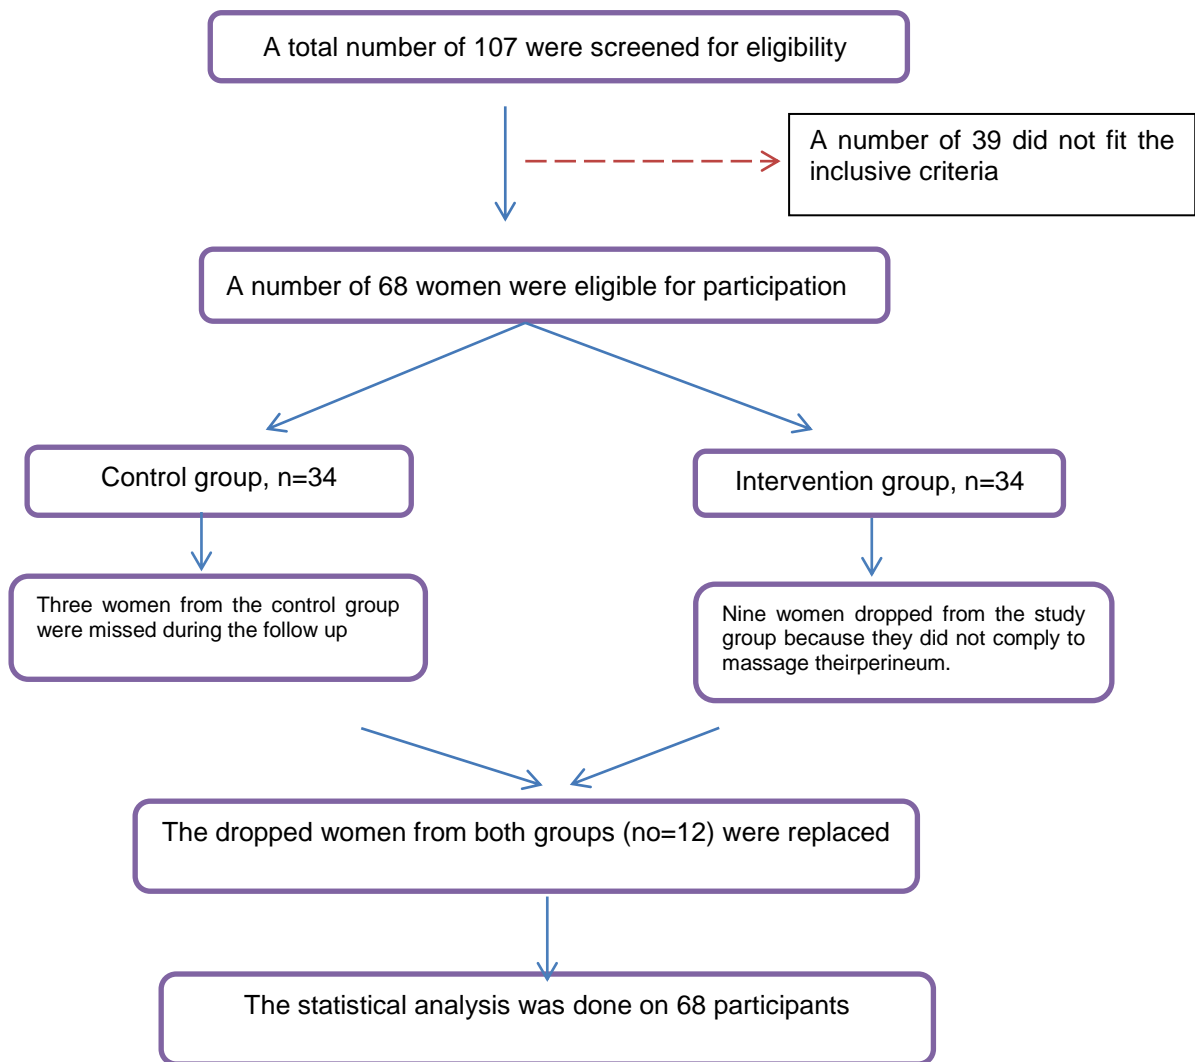 A total number of 107 were screened for eligibility
A number of 39 did not fit the
inclusive criteria
A number of 68 women were eligible for participation
Control group, n=34
Intervention group, n=34
Three women from the control group
were missed during the follow up
Nine women dropped from the study
group because they did not comply to
massage theirperineum.
The dropped women from both groups (no=12) were replaced
The statistical analysis was done on 68 participants